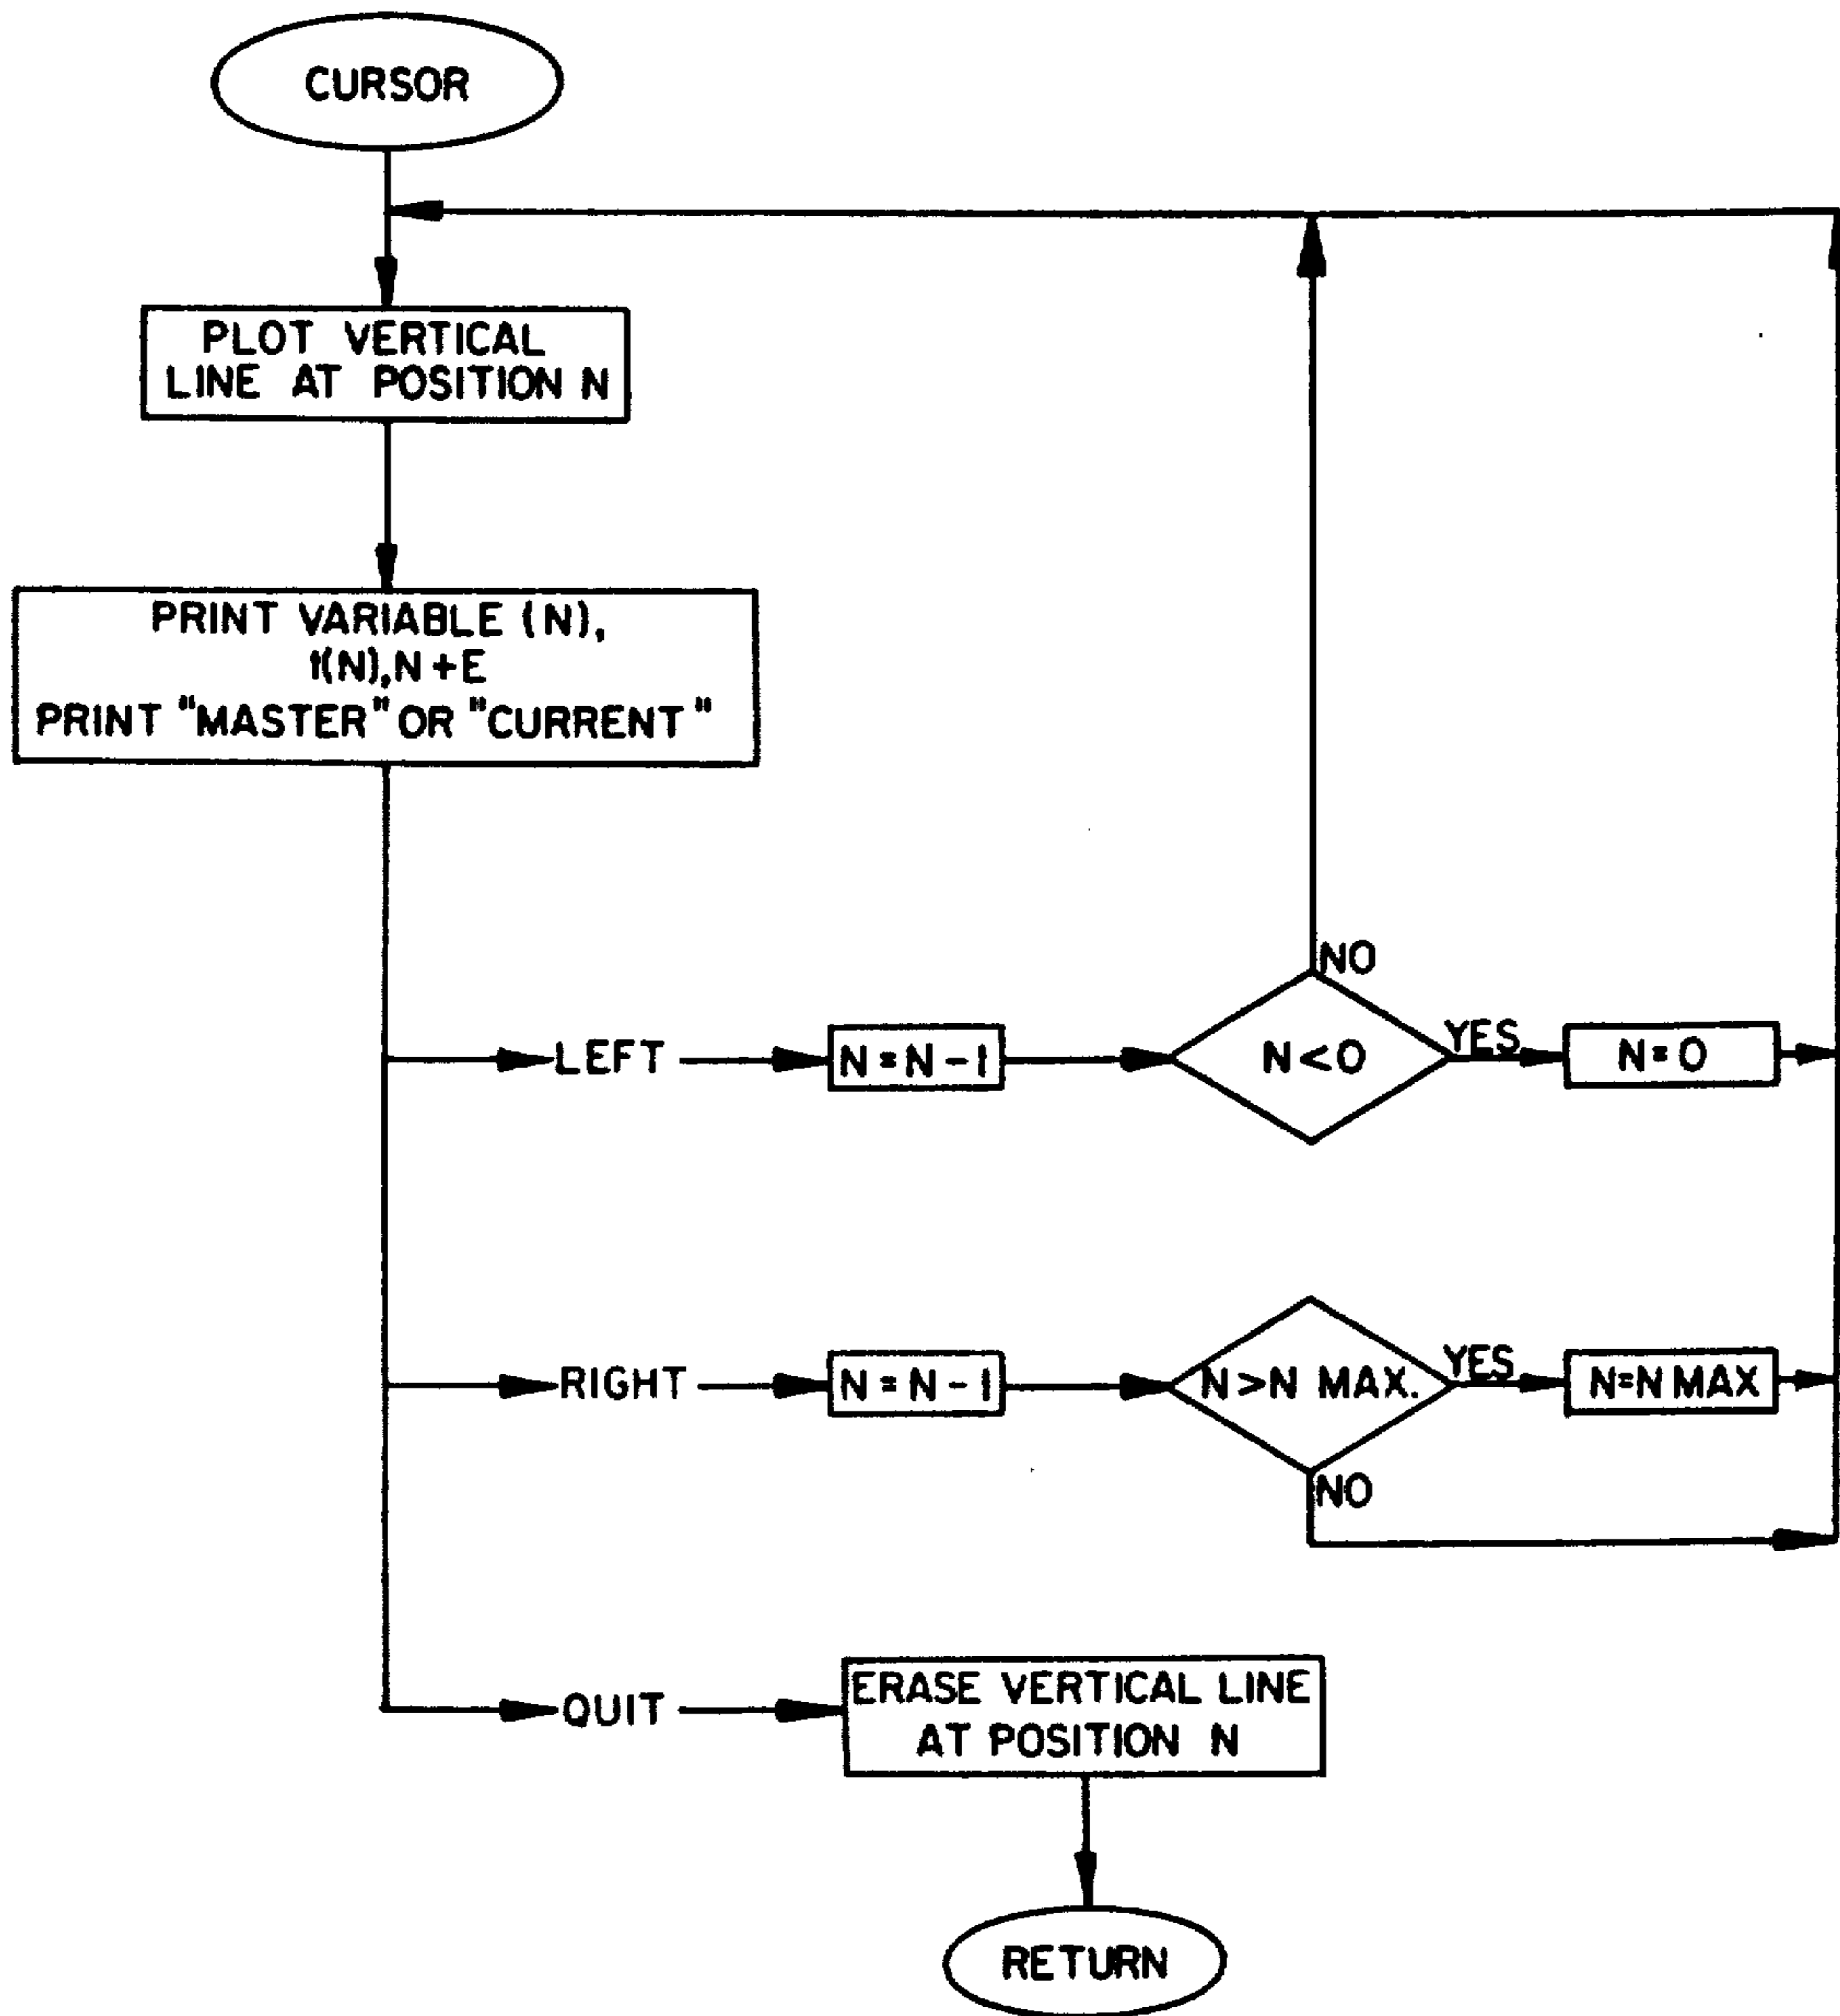 CURSOR
PLOT VERTICAL
LINE AT POSITION N
PRINT VARIABLE (N),
f(N), N+E
PRINT "MASTER" OR "CURRENT"
LEFT
N=N-1
N<0
NO
YES
N=0
RIGHT
N=N-1
N>N MAX.
YES
N=N MAX
NO
QUIT
ERASE VERTICAL LINE
AT POSITION N
RETURN